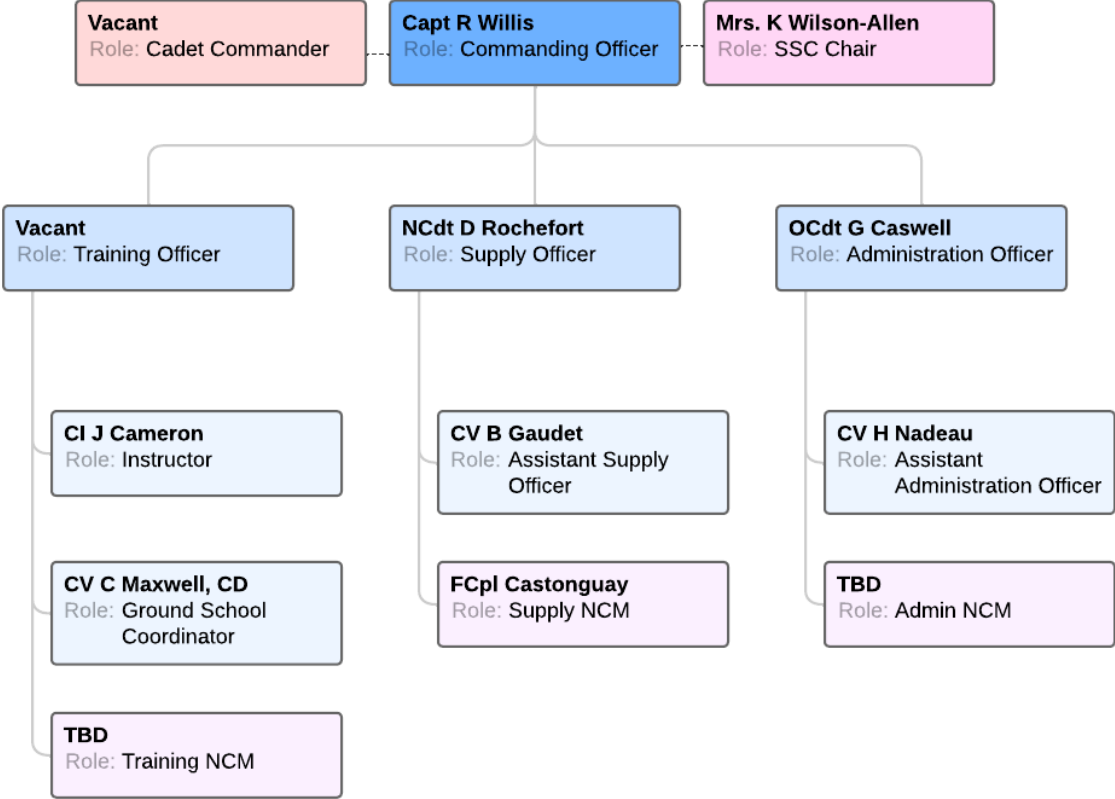 Vacant
Role: Cadet Commander
Capt R Willis
Role: Commanding Officer
Mrs. K Wilson-Allen
Role: SSC Chair
Vacant
Role: Training Officer
NCdt D Rochefort
Role: Supply Officer
OCdt G Caswell
Role: Administration Officer
CI J Cameron
Role: Instructor
CV B Gaudet
Role: Assistant Supply
Officer
CV H Nadeau
Role: Assistant
Administration Officer
CV C Maxwell, CD
Role: Ground School
Coordinator
FCpl Castonguay
Role: Supply NCM
TBD
Role: Admin NCM
TBD
Role: Training NCM